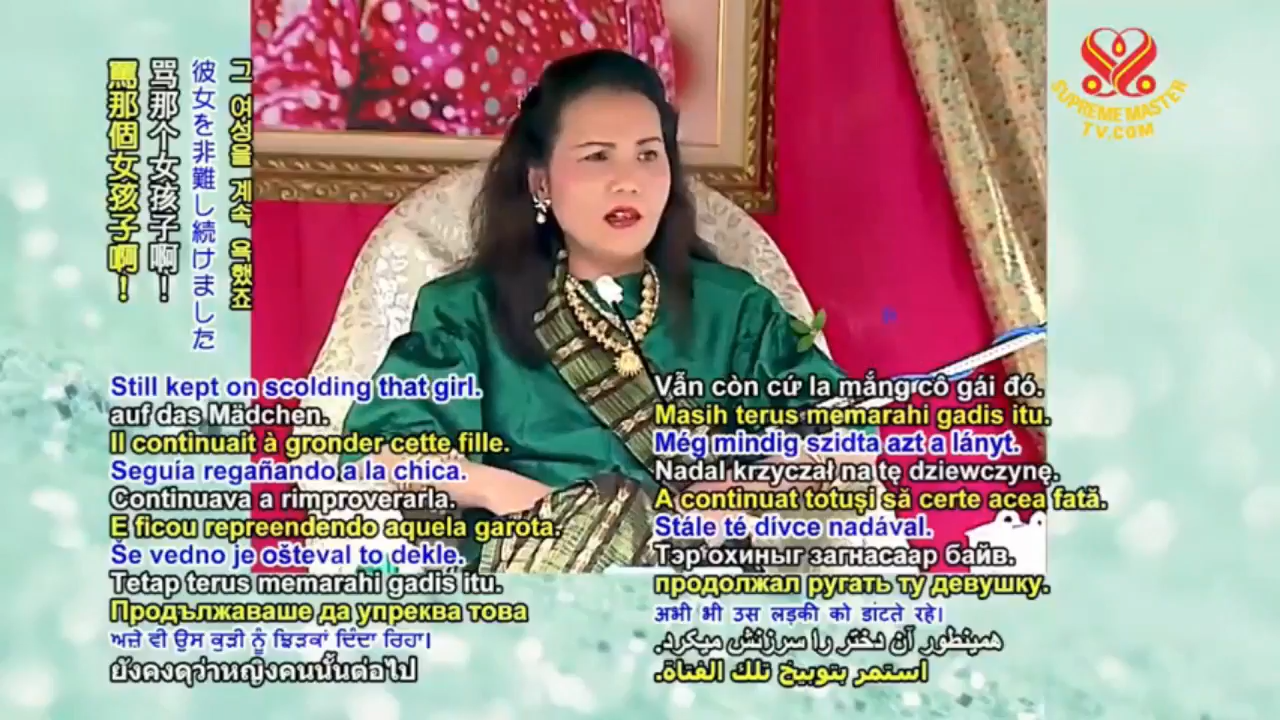 그 여성을 계속 욕했죠
彼女を非難し続けました
骂那个女孩子啊！
罵那個女孩子啊！
SUPREME MASTER
TV.COM
Still kept on scolding that girl.
auf das Mädchen.
Il continuait à gronder cette fille.
Seguía regañando a la chica.
Continuava a rimproverarla.
E ficou repreendendo aquela garota.
Še vedno je ošteval to dekle.
Tetap terus memarahi gadis itu.
Продължаваше да упреква това
ਅਜੇ ਵੀ ਉਸ ਕੁੜੀ ਨੂੰ ਝਿੜਕਾਂ ਦਿੰਦਾ ਰਿਹਾ।
ยังคงดุว่าหญิงคนนั้นต่อไป
Vẫn còn cứ la mắng cô gái đó.
Masih terus memarahi gadis itu.
Még mindig szidta azt a lányt.
Nadal krzyczał na tę dziewczynę.
A continuat totuşi să certe acea fată.
Stále té dívce nadával.
Тэр охиныг загнасаар байв.
продолжал ругать ту девушку.
अभी भी उस लड़की को डांटते रहे।
همینطور آن دختر را سرزنش میکرد.
استمر بتوبيخ تلك الفتاة.